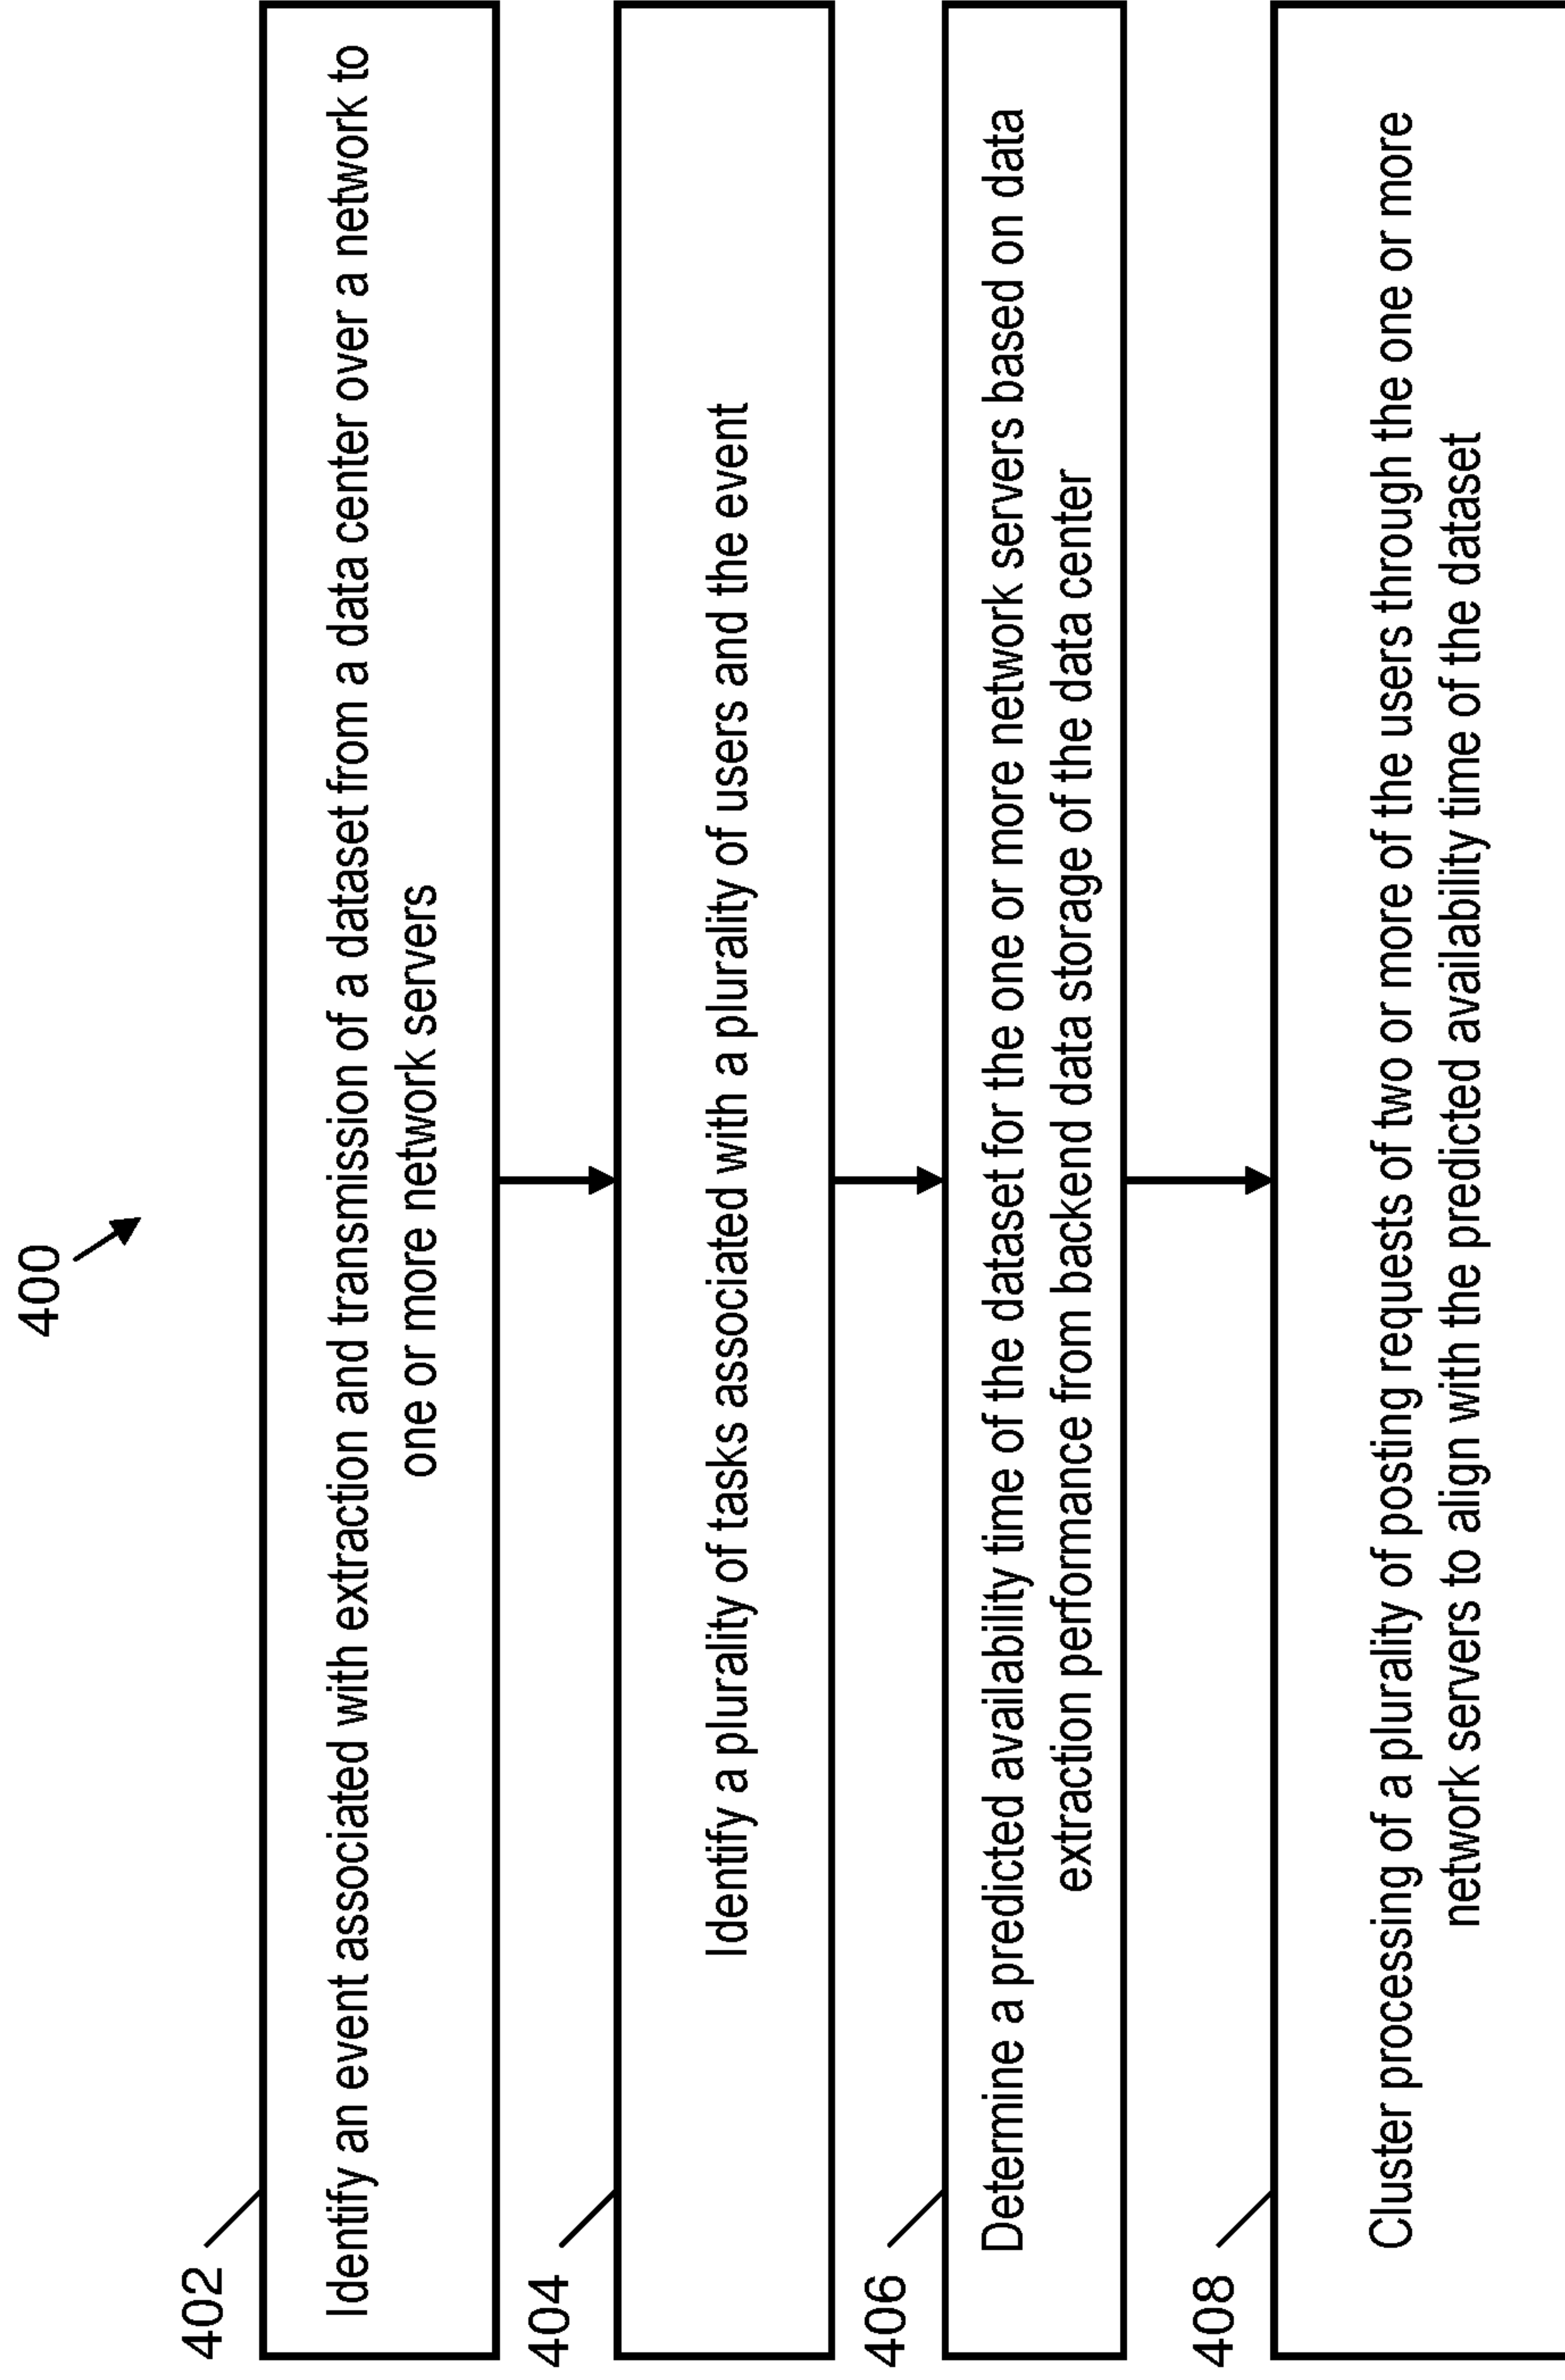 400
402
Identify an event associated with extraction and transmission of a dataset from a data center over a network to
one or more network servers
404
Identify a plurality of tasks associated with a plurality of users and the event
406
Determine a predicted availability time of the dataset for the one or more network servers based on data
extraction performance from backend data storage of the data center
408
Cluster processing of a plurality of posting requests of two or more of the users through the one or more
network servers to align with the predicted availability time of the dataset